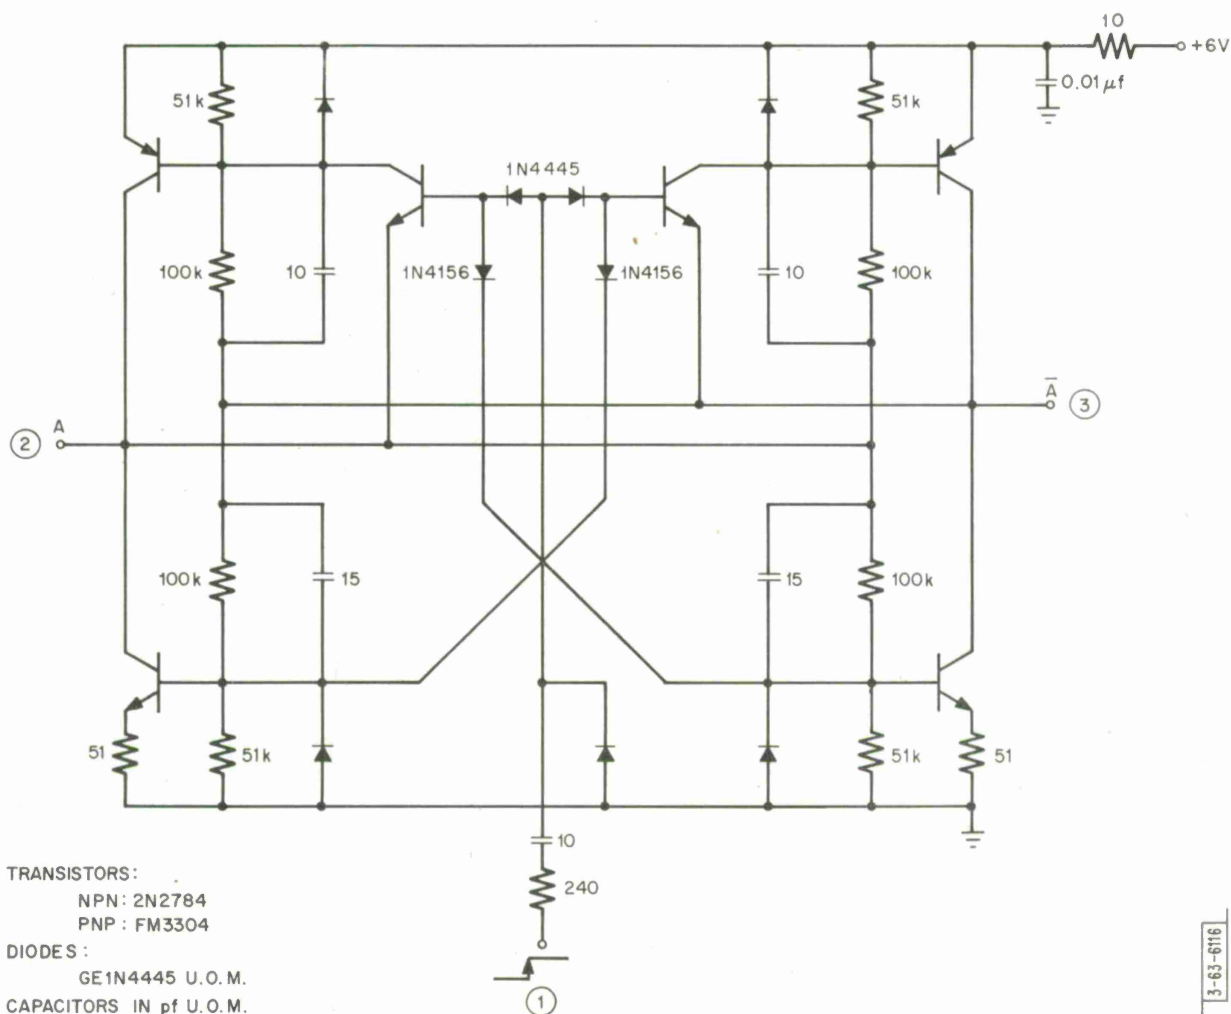 10
+6V
51k
51k
0.01µf
1N4445
100k
10
1N4156
1N4156
10
100k
A
Ā
3
2
100k
15
15
100k
51
51k
51k
51
10
240
1
TRANSISTORS:
NPN: 2N2784
PNP: FM3304
DIODES:
GE1N4445 U.O.M.
CAPACITORS IN pf U.O.M.
3-63-6116